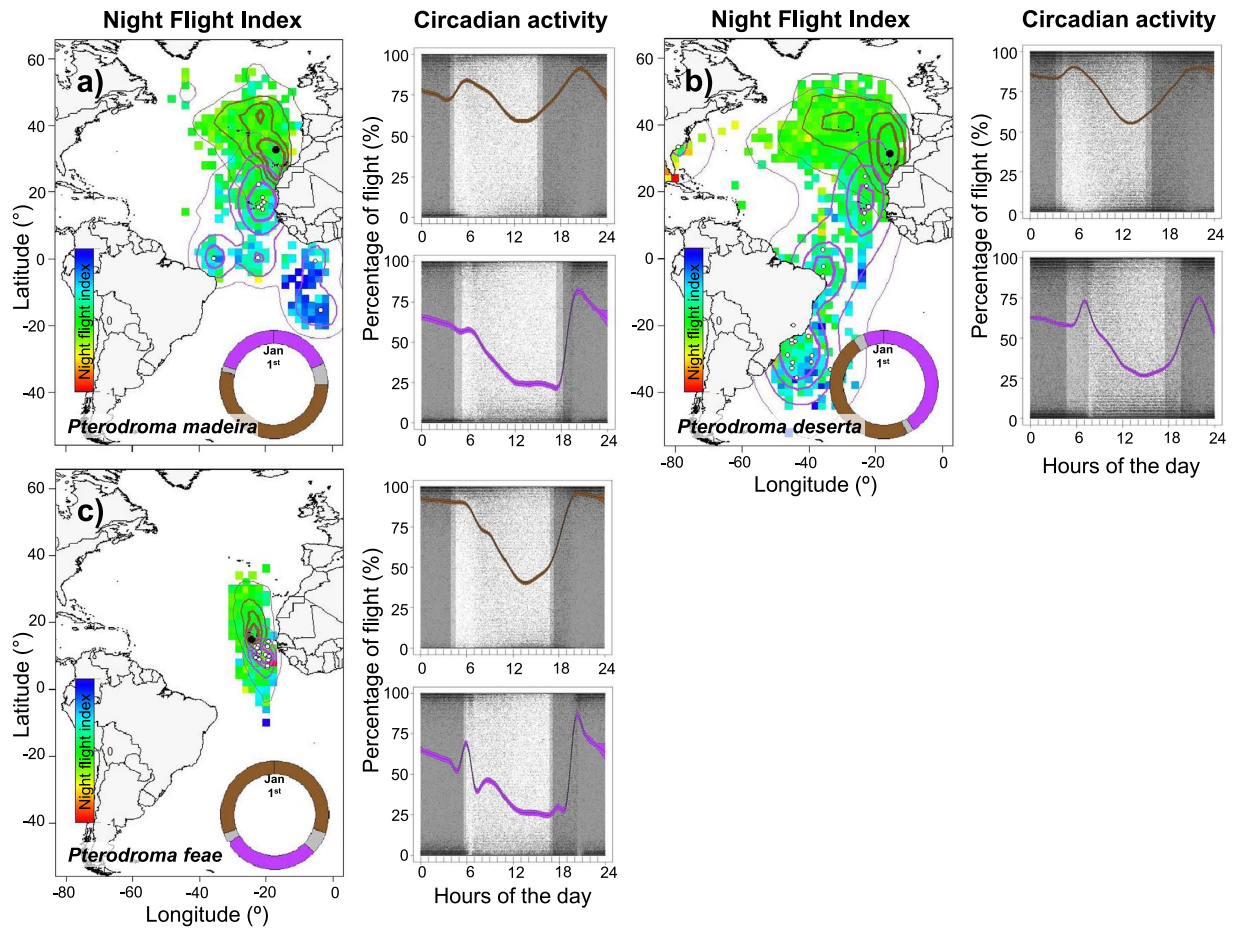 Night Flight Index
Circadian activity
Night Flight Index
Circadian activity
a)
60
40
20
0
-20
-40
Latitude (°)
Night flight index
Jan
1st
Pterodroma madeira
100
75
50
25
0
0 6 12 18 24
Percentage of flight (%)
100
75
50
25
0
0 6 12 18 24
b)
Night flight index
Jan
1st
Pterodroma deserta
-80 -60 -40 -20 0
Longitude (º)
100
75
50
25
0
0 6 12 18 24
Percentage of flight (%)
100
75
50
25
0
0 6 12 18 24
Hours of the day
c)
60
40
20
0
-20
-40
Latitude (°)
Night flight index
Jan
1st
Pterodroma feae
-80 -60 -40 -20 0
Longitude (º)
100
75
50
25
0
0 6 12 18 24
Percentage of flight (%)
100
75
50
25
0
0 6 12 18 24
Hours of the day